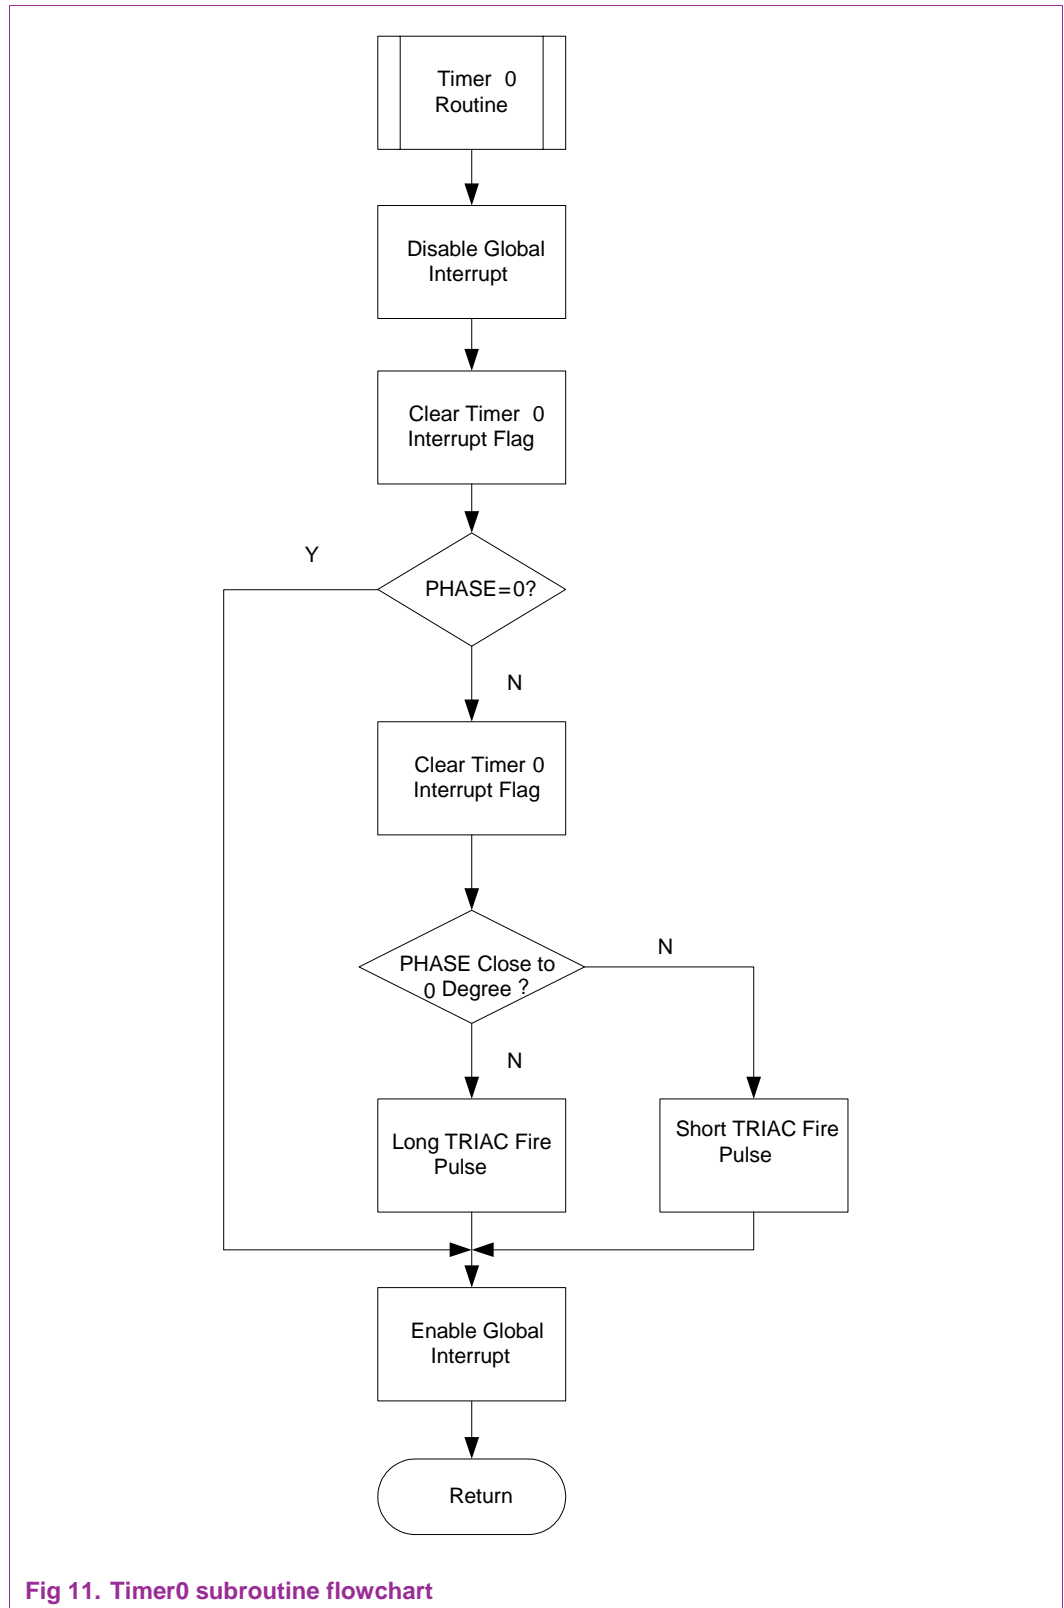 Timer 0
Routine
Disable Global
Interrupt
Clear Timer 0
Interrupt Flag
Y
PHASE=0?
N
Clear Timer 0
Interrupt Flag
N
PHASE Close to
0 Degree ?
N
Long TRIAC Fire
Pulse
Short TRIAC Fire
Pulse
Enable Global
Interrupt
Return
Fig 11. Timer0 subroutine flowchart